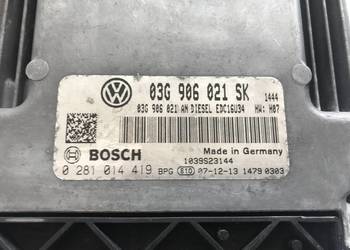 03G 906 021 SK 1444
03G 906 021 AN DIESEL EDC16U34 HW: H07
BOSCH Made in Germany
1039S23144
0 281 014 419 BPG 07-12-13 1479 0303